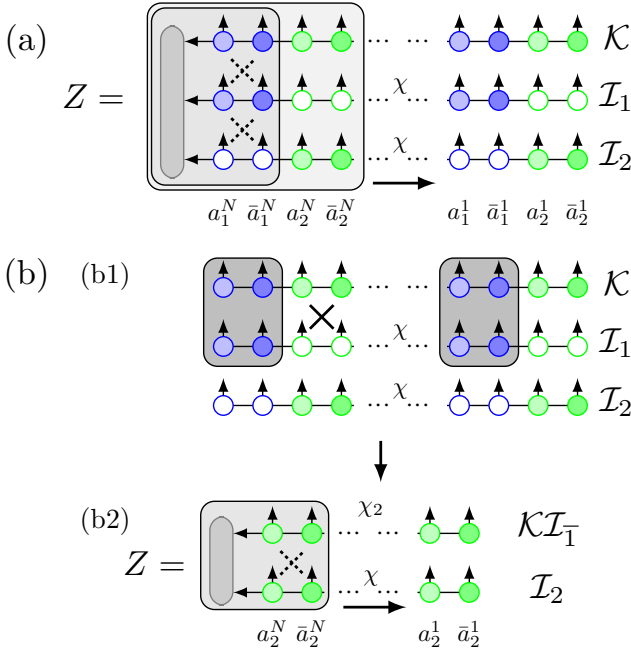 (a)
··· ··· 𝒦
Z = ··· χ ··· ℐ₁
··· χ ··· ℐ₂
a₁ᴺ ā₁ᴺ a₂ᴺ ā₂ᴺ a₁¹ ā₁¹ a₂¹ ā₂¹
(b) (b1)
··· ··· 𝒦
··· χ ··· ℐ₁
··· χ ··· ℐ₂
(b2)
··· χ₂ ··· 𝒦ℐ_1̅
Z =
··· χ ··· ℐ₂
a₂ᴺ ā₂ᴺ a₂¹ ā₂¹